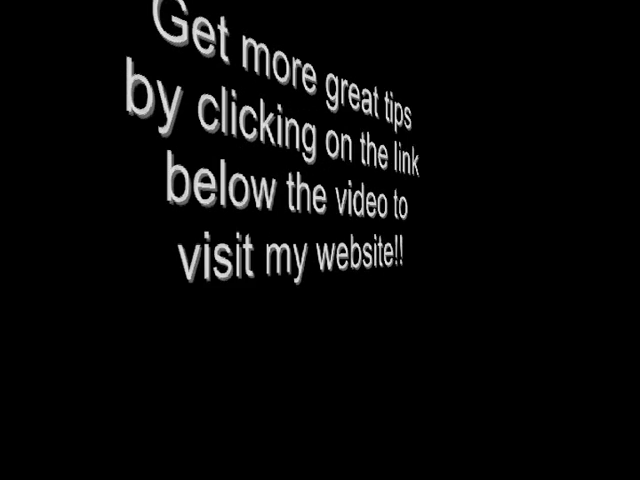 Get more great tips
by clicking on the link
below the video to
visit my website!!